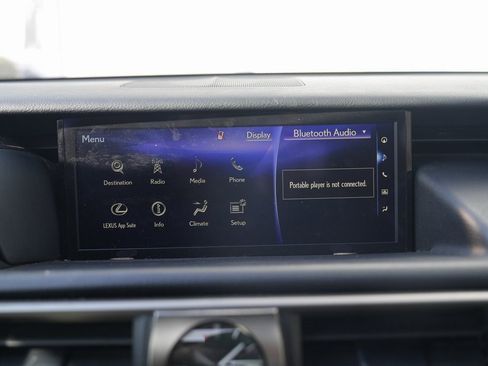 Menu
Display
Bluetooth Audio
Destination
Radio
Media
Phone
Portable player is not connected.
LEXUS App Suite
Info
Climate
Setup